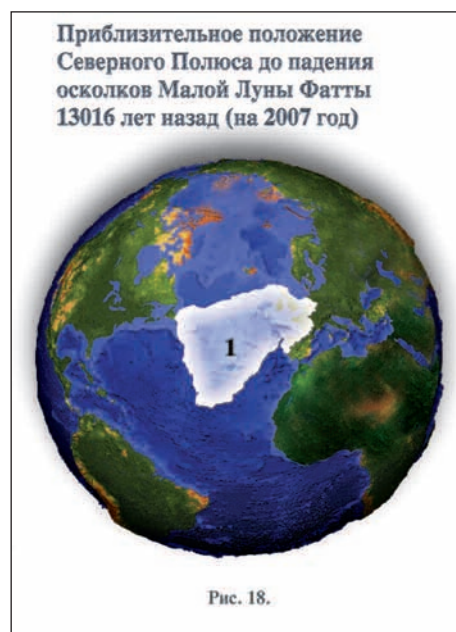 Приблизительное положение
Северного Полюса до падения
осколков Малой Луны Фатты
13016 лет назад (на 2007 год)
1
Рис. 18.